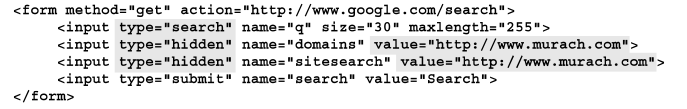 <form method="get" action="http://www.google.com/search">
<input type="search" name="q" size="30" maxlength="255">
<input type="hidden" name="domains" value="http://www.murach.com">
<input type="hidden" name="sitesearch" value="http://www.murach.com">
<input type="submit" name="search" value="Search">
</form>